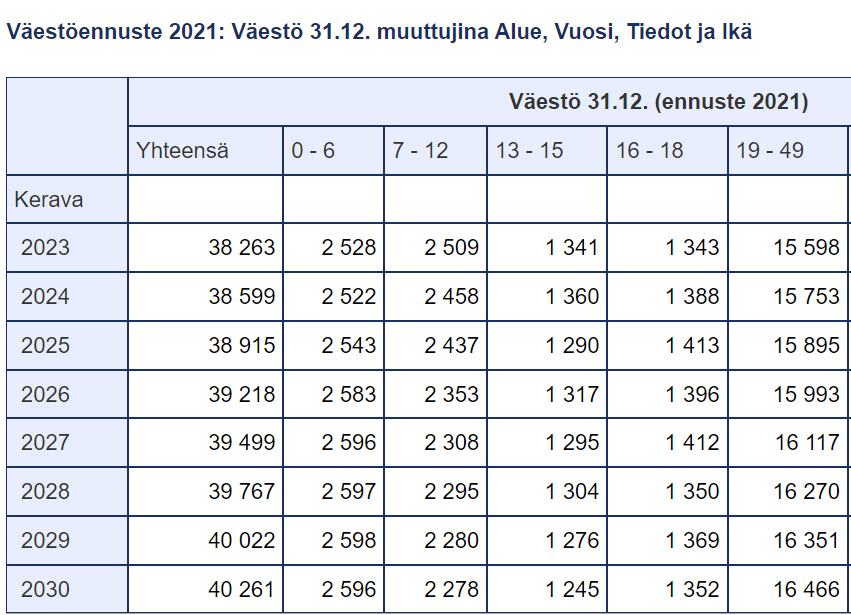 Väestöennuste 2021: Väestö 31.12. muuttujina Alue, Vuosi, Tiedot ja Ikä
Väestö 31.12. (ennuste 2021)
Yhteensä 0 - 6 7 - 12 13 - 15 16 - 18 19 - 49
Kerava
2023 38 263 2 528 2 509 1 341 1 343 15 598
2024 38 599 2 522 2 458 1 360 1 388 15 753
2025 38 915 2 543 2 437 1 290 1 413 15 895
2026 39 218 2 583 2 353 1 317 1 396 15 993
2027 39 499 2 596 2 308 1 295 1 412 16 117
2028 39 767 2 597 2 295 1 304 1 350 16 270
2029 40 022 2 598 2 280 1 276 1 369 16 351
2030 40 261 2 596 2 278 1 245 1 352 16 466